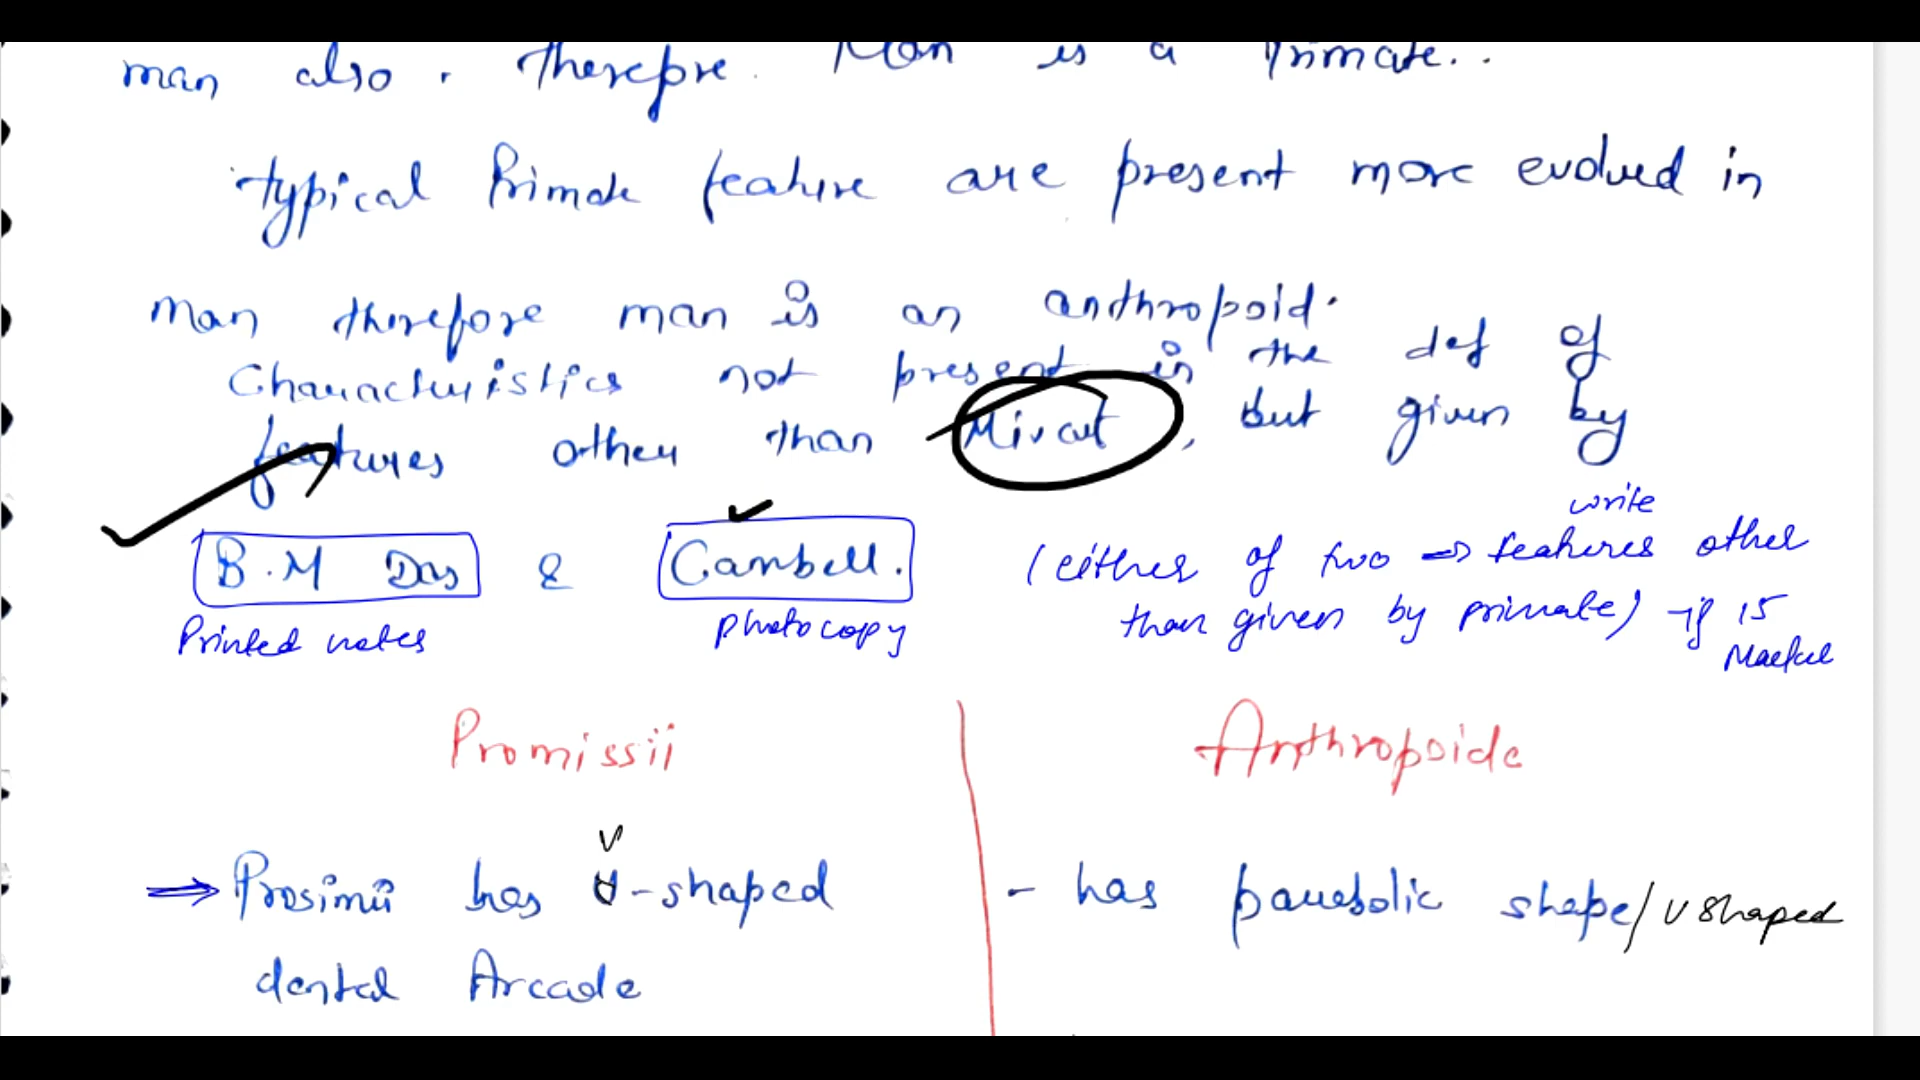 man also. Therefore Man is a Primate..
typical Primate feature are present more evolved in
man therefore man is an anthropoid.
Characteristics not present in the def of
features other than Mivart, but given by
B.M Das & Cambell.
Printed notes photocopy
write
(either of two ⇒ features other
than given by primate) if 15
Promissii Anthropoide
V
⇒ Prosimii has -shaped - has parabolic shape/ U shaped
dental Arcade